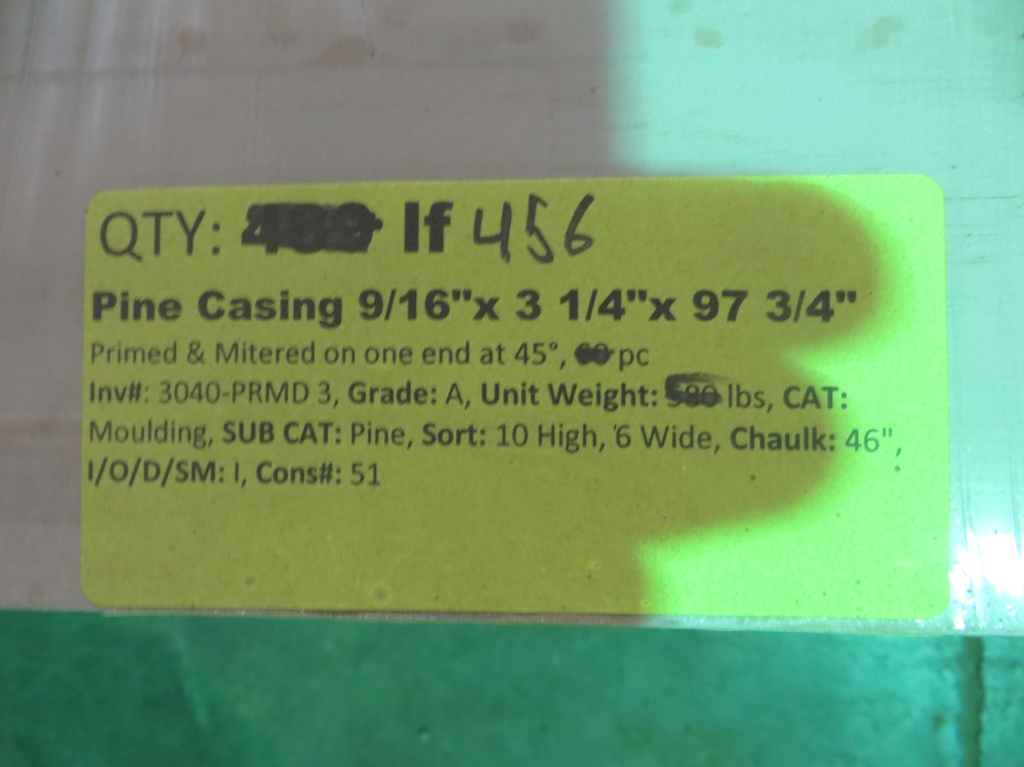 QTY: lf 456
Pine Casing 9/16"x 3 1/4"x 97 3/4"
Primed & Mitered on one end at 45°, pc
Inv#: 3040-PRMD 3, Grade: A, Unit Weight: lbs, CAT:
Moulding, SUB CAT: Pine, Sort: 10 High, 6 Wide, Chaulk: 46",
I/O/D/SM: I, Cons#: 51